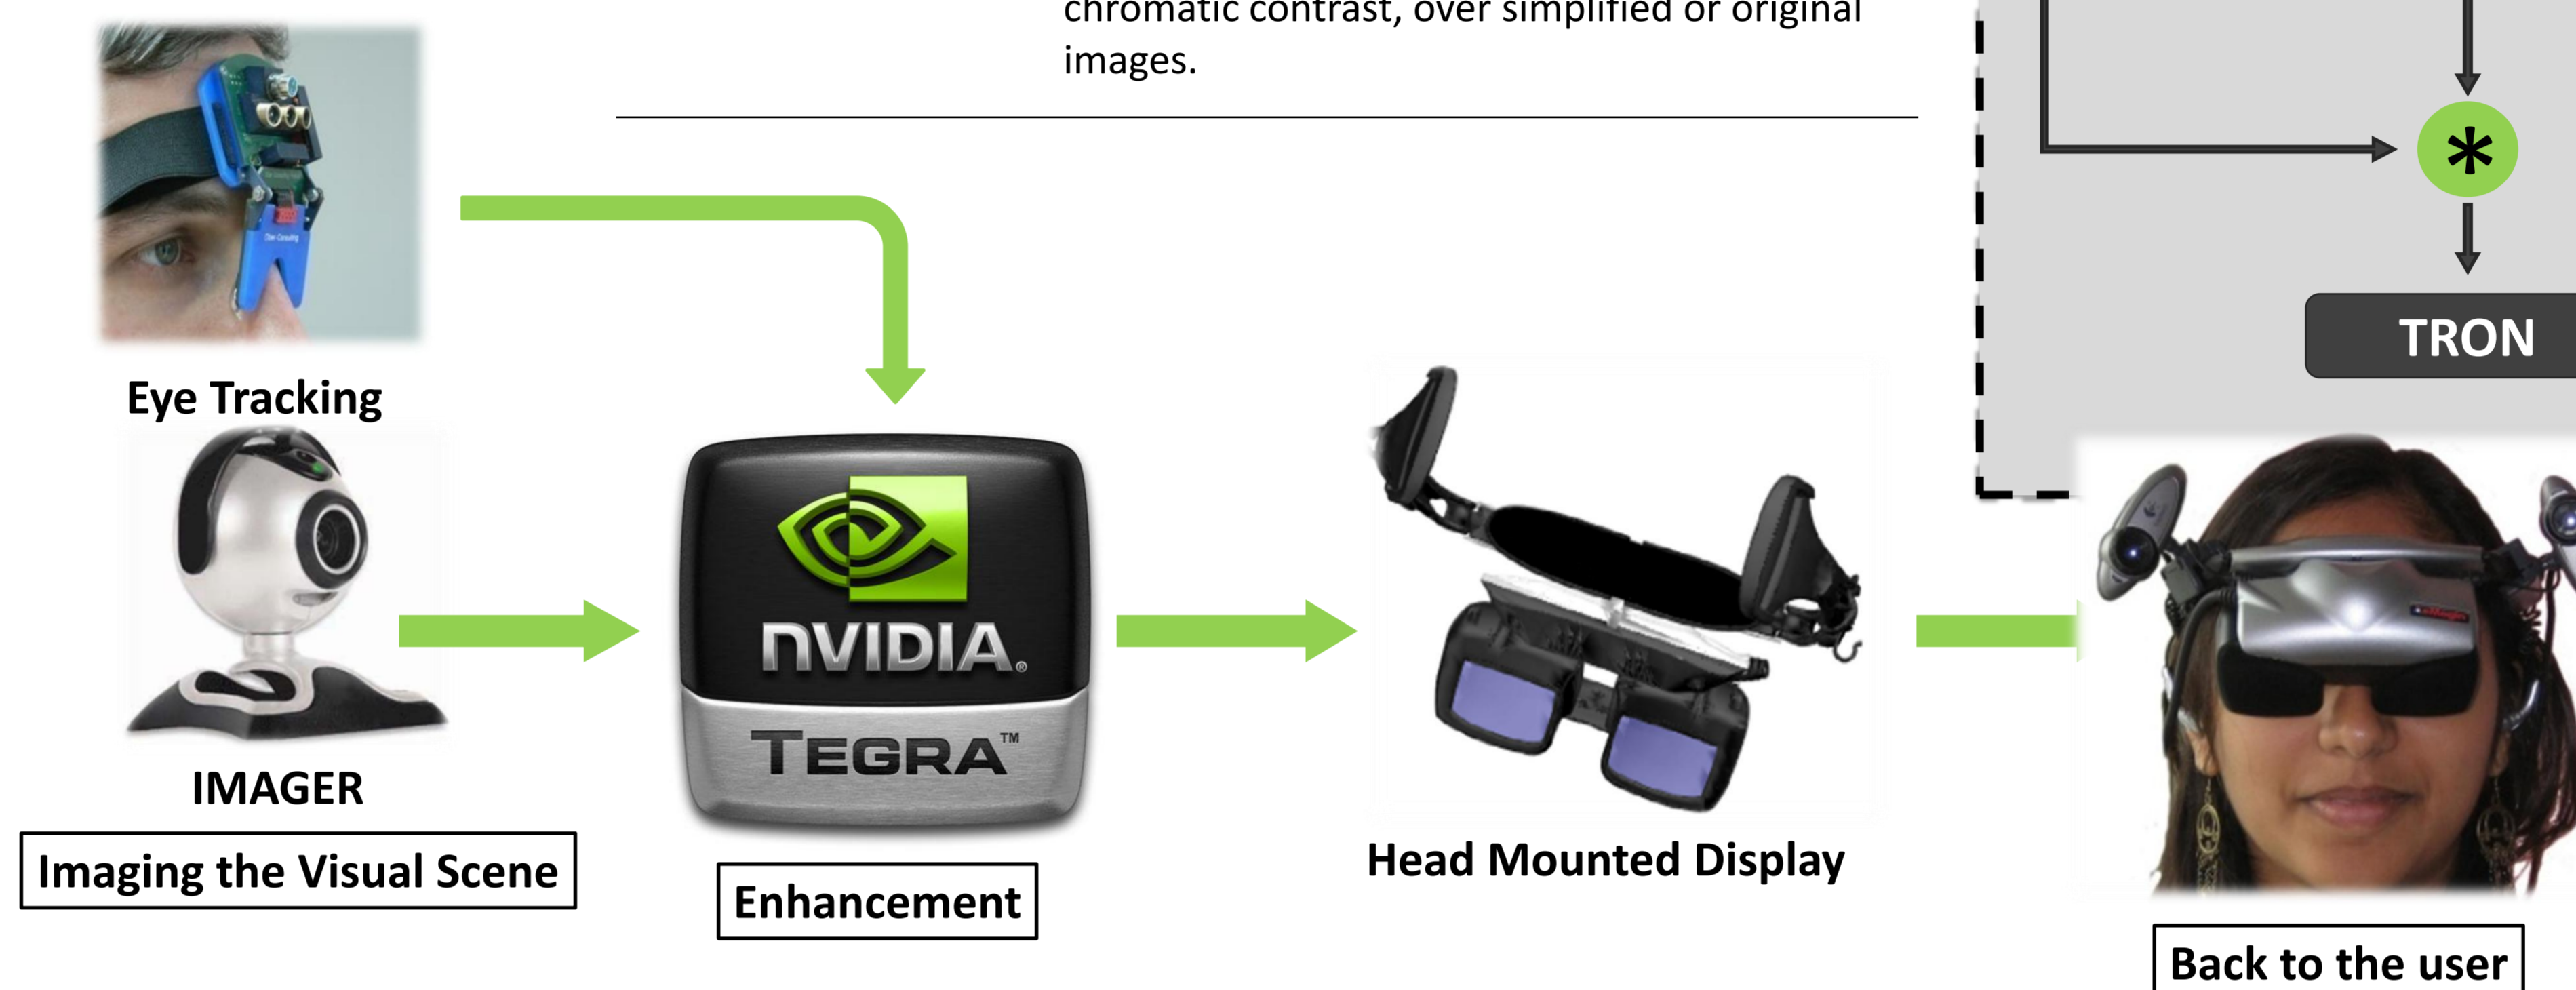 chromatic contrast, over simplified or original
images.
*
TRON
Eye Tracking
nVIDIA®
TEGRA™
IMAGER
Imaging the Visual Scene
Enhancement
Head Mounted Display
Back to the user